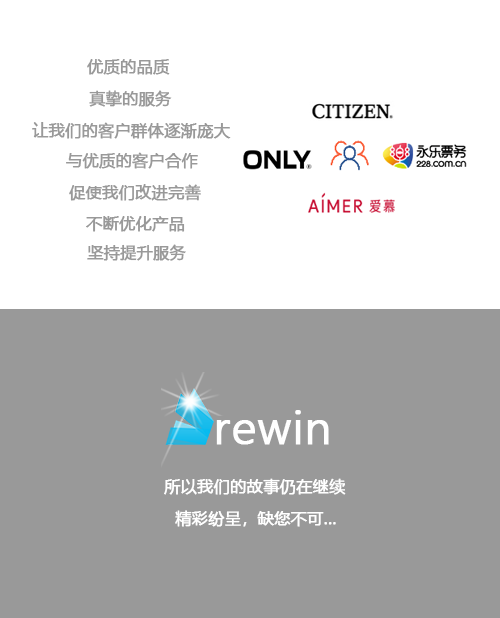 优质的品质
真挚的服务
让我们的客户群体逐渐庞大
与优质的客户合作
促使我们改进完善
不断优化产品
坚持提升服务
CITIZEN®
ONLY®
永乐票务
228.com.cn
AIMER 爱慕
rewin
所以我们的故事仍在继续
精彩纷呈，缺您不可...